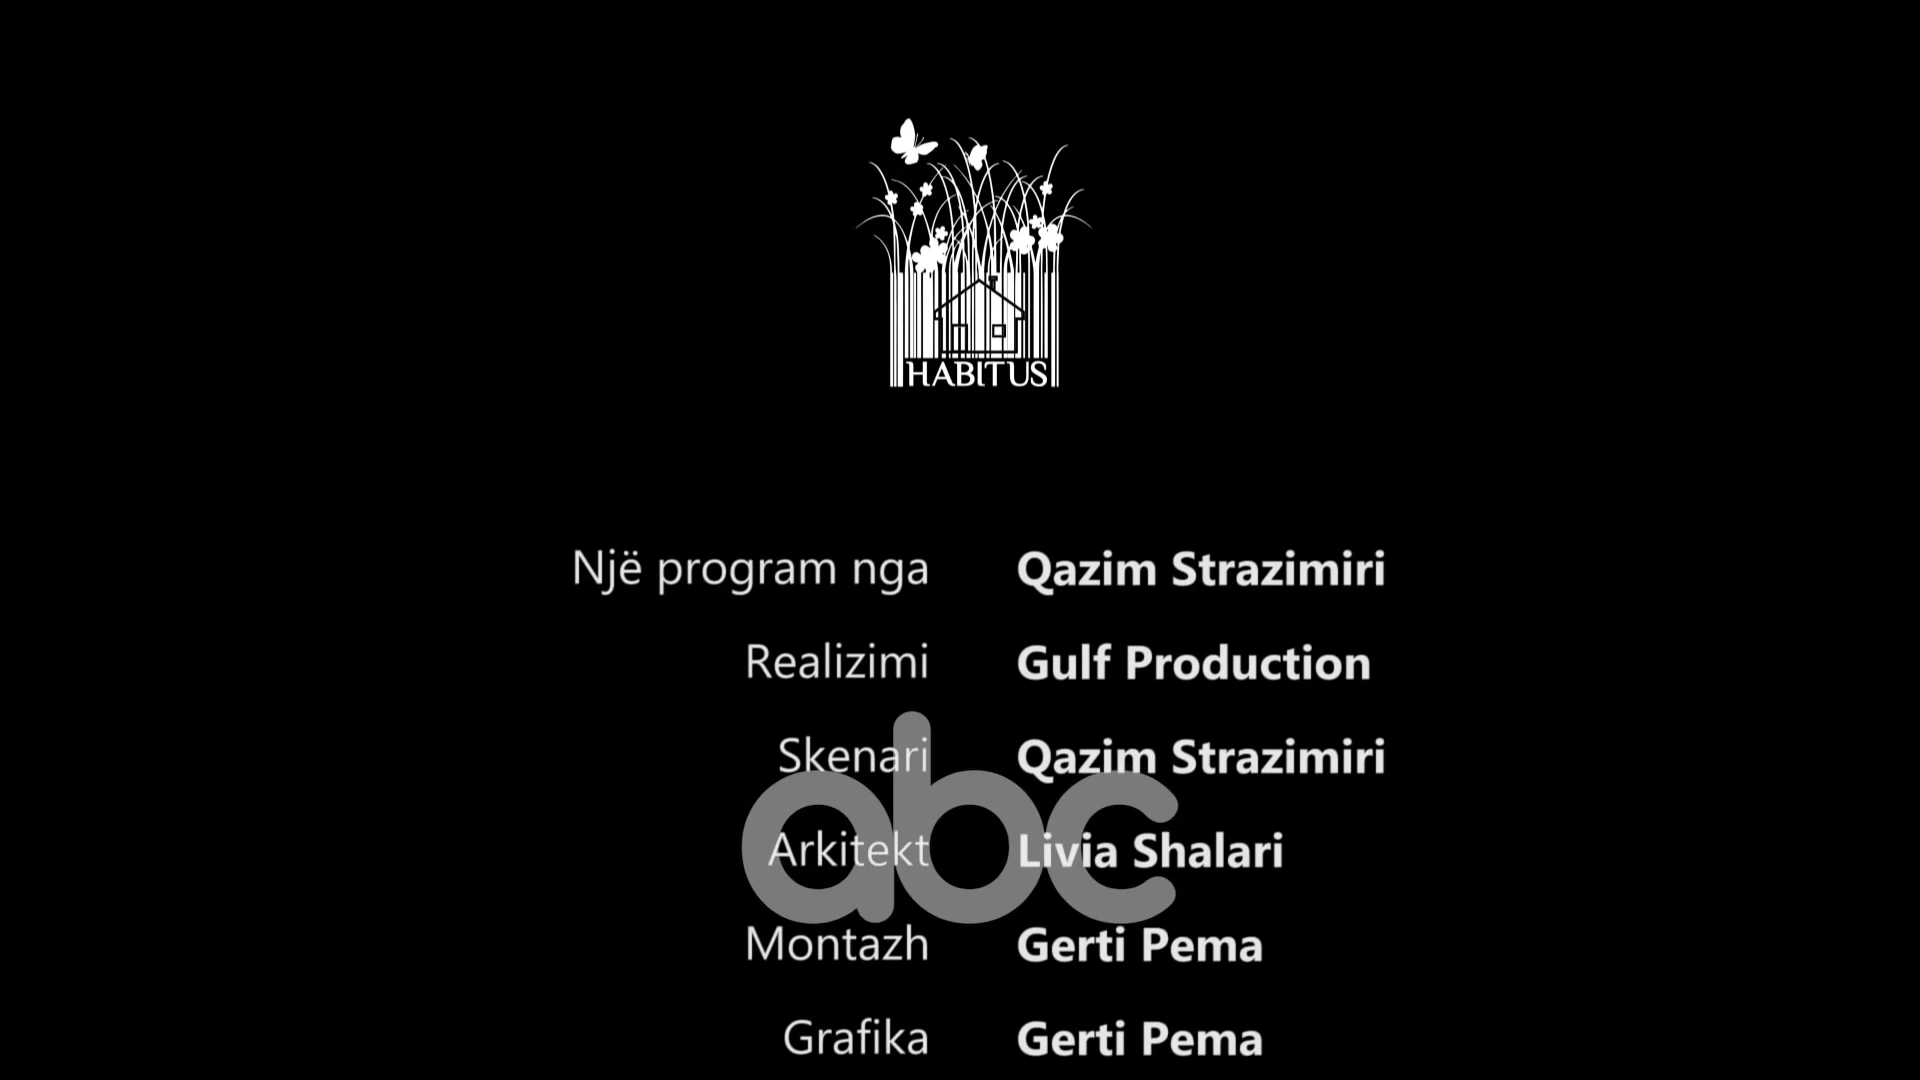 HABITUS
Një program nga Qazim Strazimiri
Realizimi Gulf Production
Skenari Qazim Strazimiri
abc
Arkitekt Livia Shalari
Montazh Gerti Pema
Grafika Gerti Pema